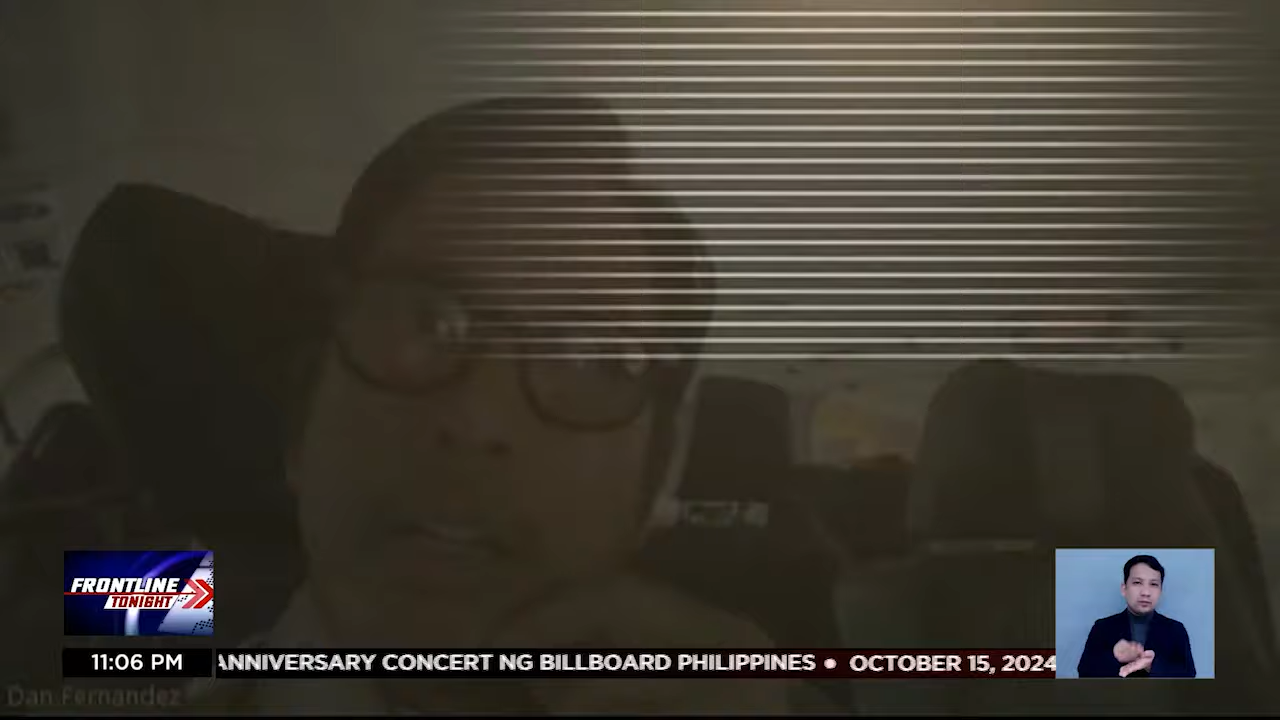 FRONTLINE
TONIGHT
11:06 PM
ANNIVERSARY CONCERT NG BILLBOARD PHILIPPINES • OCTOBER 15, 2024
Dan Fernandez